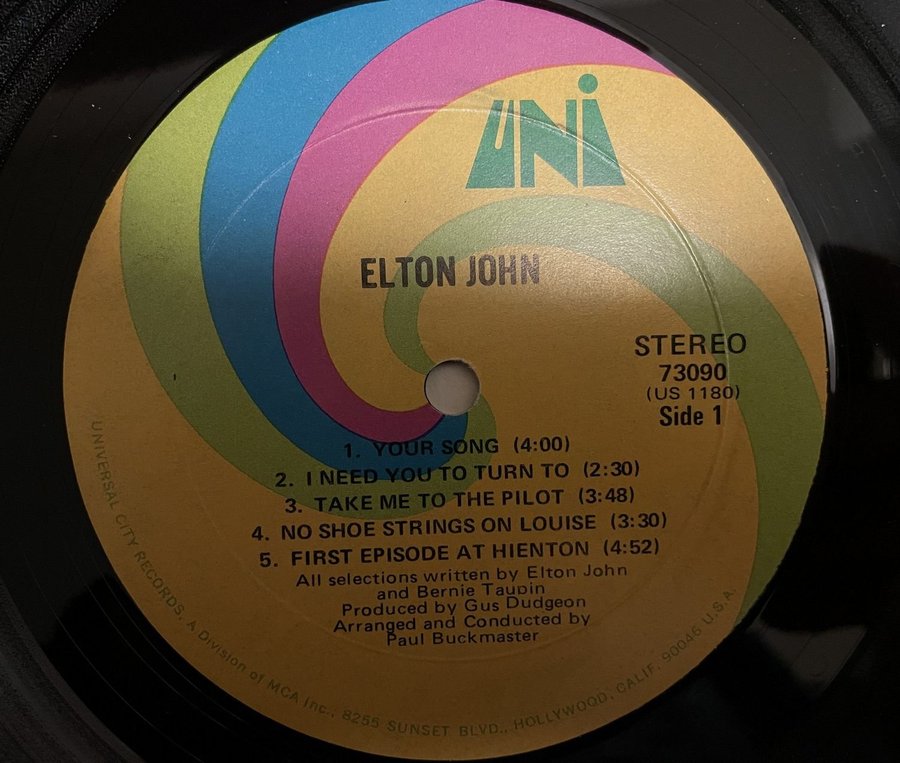 UNI
ELTON JOHN
STEREO
73090
(US 1180)
Side 1
1. YOUR SONG (4:00)
2. I NEED YOU TO TURN TO (2:30)
3. TAKE ME TO THE PILOT (3:48)
4. NO SHOE STRINGS ON LOUISE (3:30)
5. FIRST EPISODE AT HIENTON (4:52)
All selections written by Elton John
and Bernie Taupin
Produced by Gus Dudgeon
Arranged and Conducted by
Paul Buckmaster
UNIVERSAL CITY RECORDS, A Division of MCA Inc., 8255 SUNSET BLVD., HOLLYWOOD, CALIF. 90046 U.S.A.